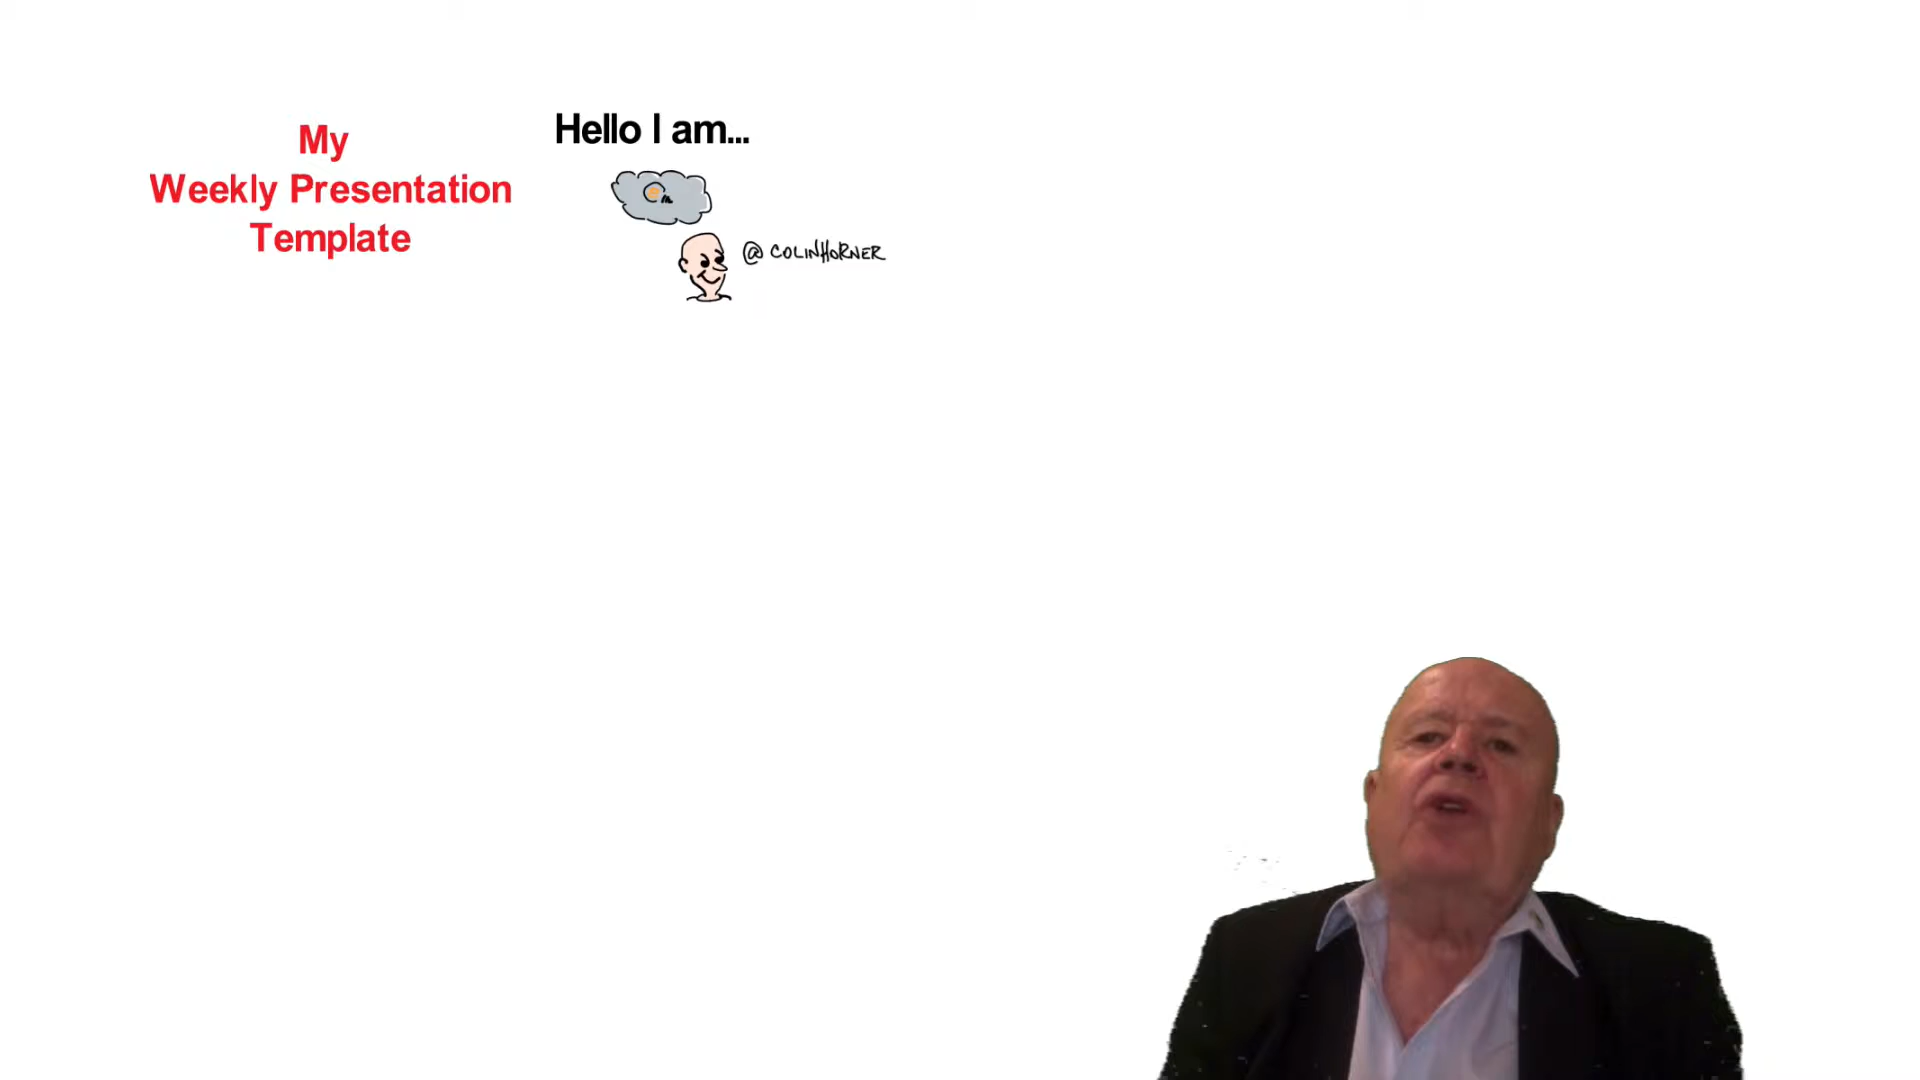 My
Weekly Presentation
Template
Hello I am...
@COLINHORNER